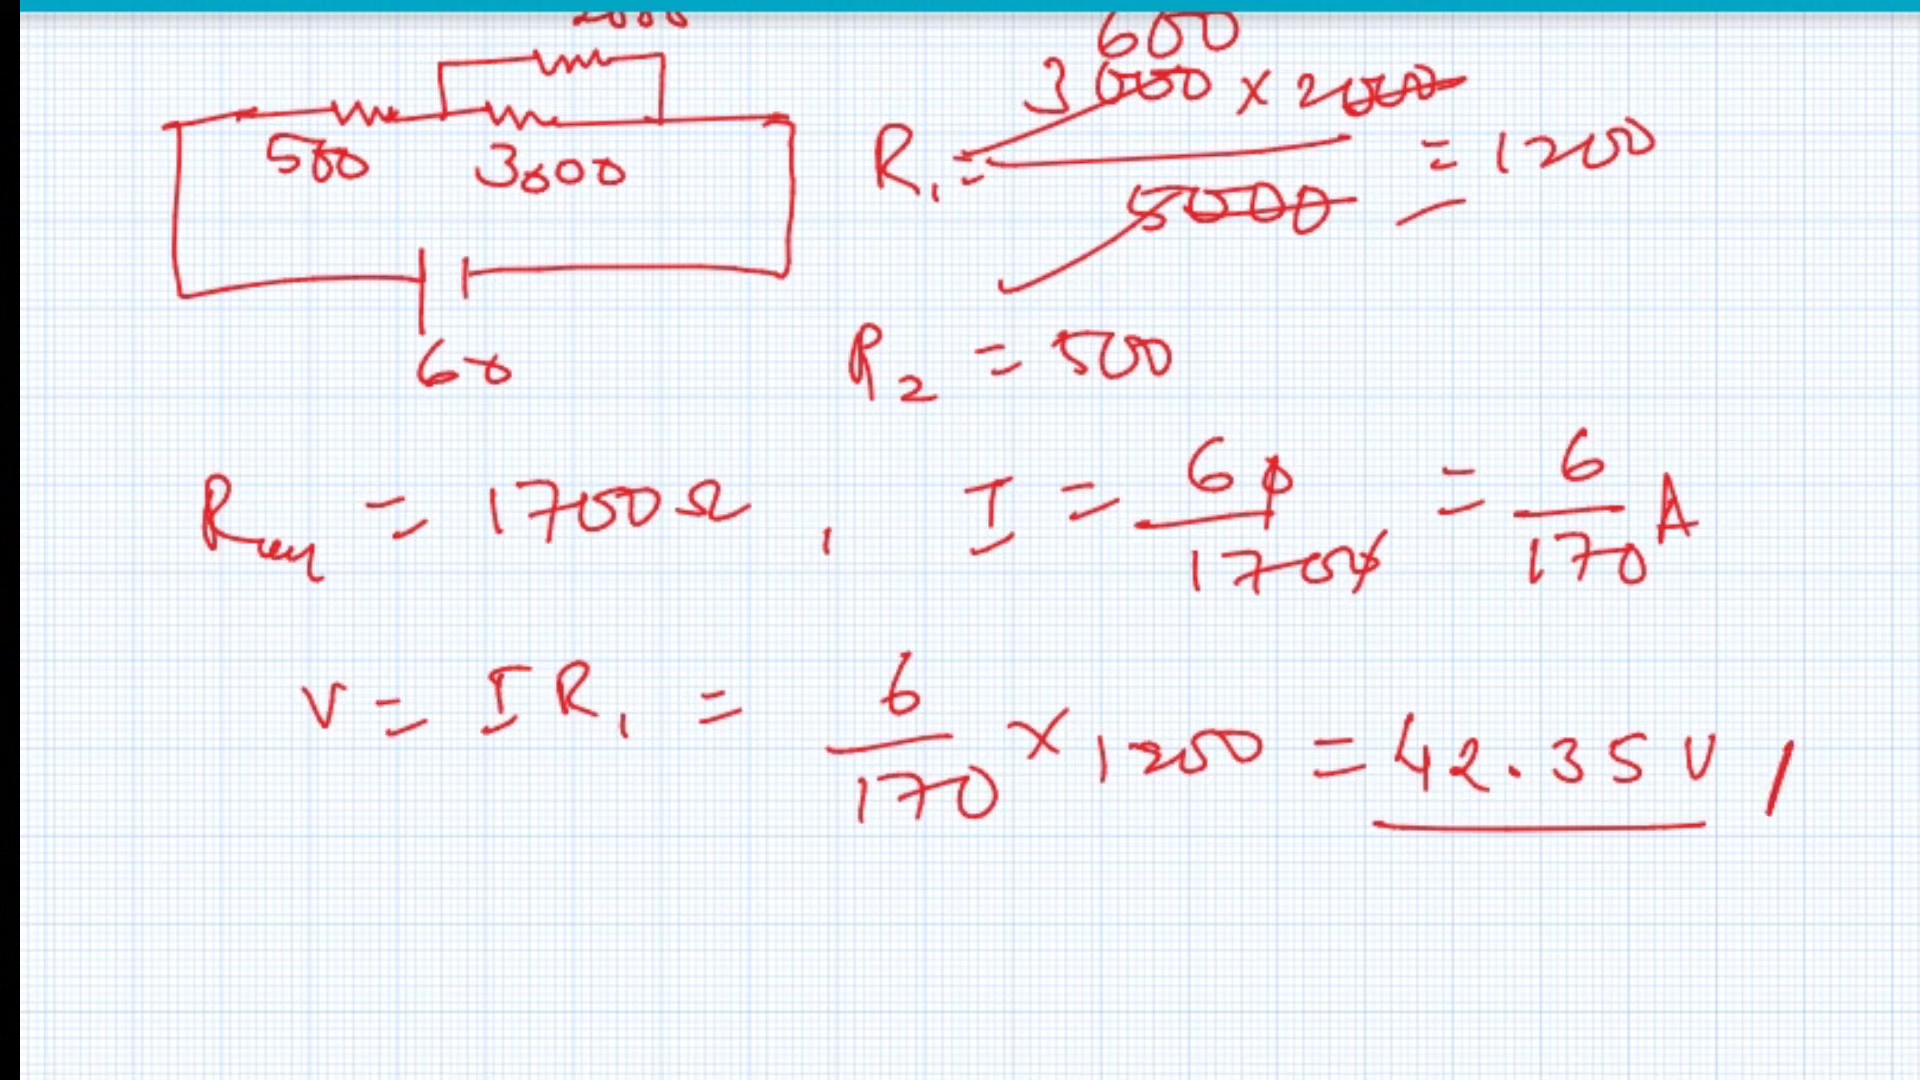 2000
500
3000
60
600
R₁ = 3000 × 2000 / 5000 = 1200
R₂ = 500
= 1700Ω , I = 60 / 1700 = 6 / 170 A
V = IR₁ = 6 / 170 × 1200 = 42.35 V /